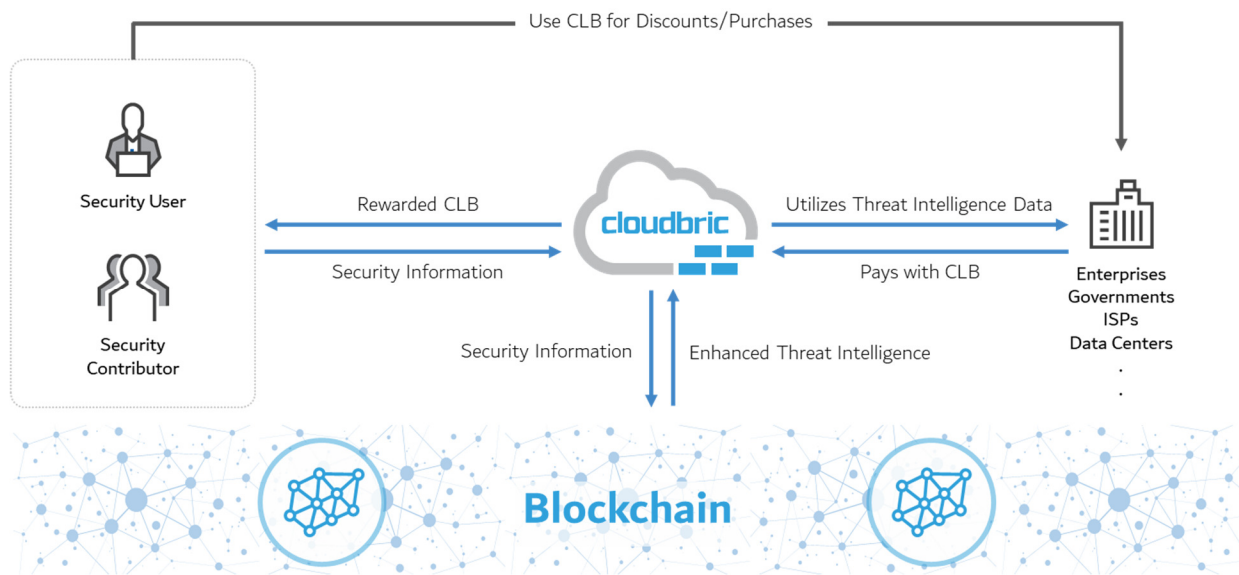 Use CLB for Discounts/Purchases
Security User
Security
Contributor
Rewarded CLB
Security Information
cloudbric
Utilizes Threat Intelligence Data
Pays with CLB
Enterprises
Governments
ISPs
Data Centers
.
.
Security Information
Enhanced Threat Intelligence
Blockchain